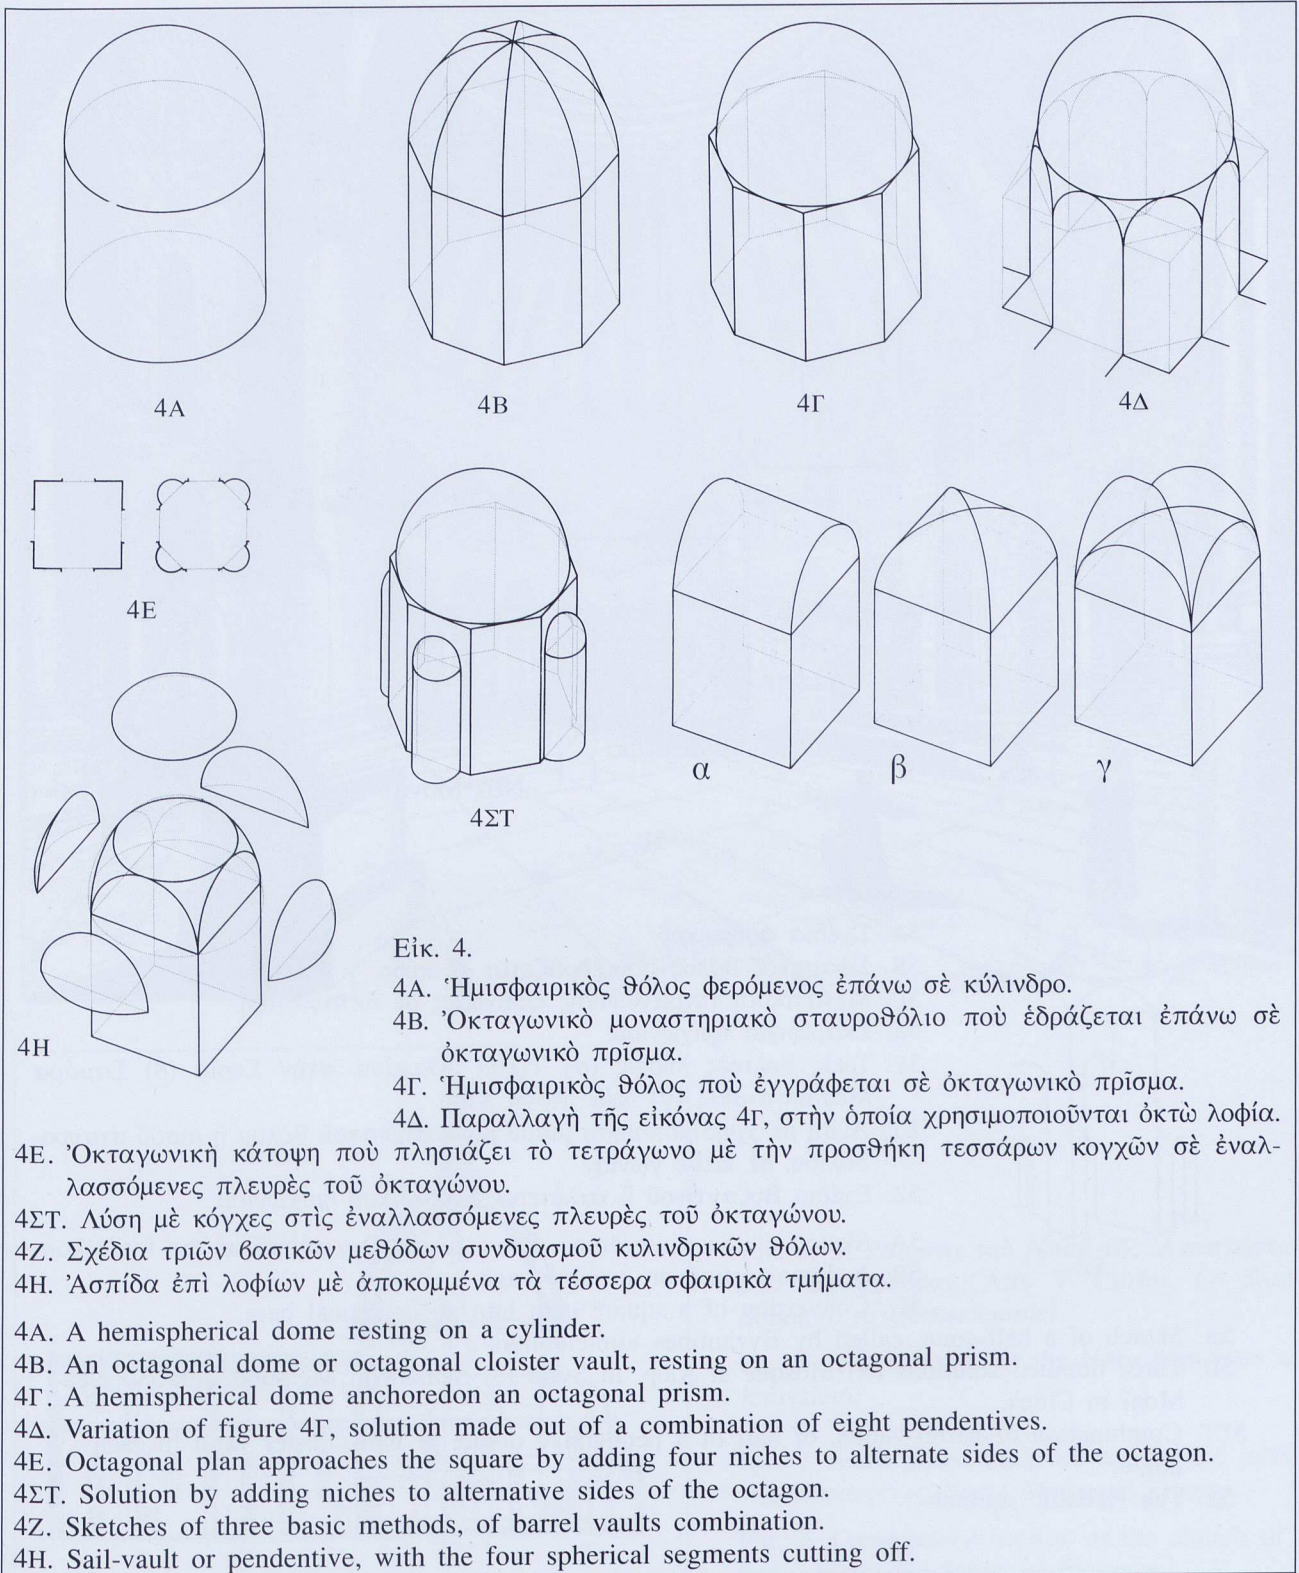 4Α
4Β
4Γ
4Δ
4Ε
4ΣΤ
α
β
γ
4Η
Εἰκ. 4.
4Α. Ἡμισφαιρικὸς θόλος φερόμενος ἐπάνω σὲ κύλινδρο.
4Β. Ὀκταγωνικὸ μοναστηριακὸ σταυροθόλιο ποὺ ἑδράζεται ἐπάνω σὲ
ὀκταγωνικὸ πρῖσμα.
4Γ. Ἡμισφαιρικὸς θόλος ποὺ ἐγγράφεται σὲ ὀκταγωνικὸ πρῖσμα.
4Δ. Παραλλαγὴ τῆς εἰκόνας 4Γ, στὴν ὁποία χρησιμοποιοῦνται ὀκτὼ λοφία.
4Ε. Ὀκταγωνικὴ κάτοψη ποὺ πλησιάζει τὸ τετράγωνο μὲ τὴν προσθήκη τεσσάρων κογχῶν σὲ ἐναλ-
λασσόμενες πλευρὲς τοῦ ὀκταγώνου.
4ΣΤ. Λύση μὲ κόγχες στὶς ἐναλλασσόμενες πλευρὲς τοῦ ὀκταγώνου.
4Ζ. Σχέδια τριῶν βασικῶν μεθόδων συνδυασμοῦ κυλινδρικῶν θόλων.
4Η. Ἀσπίδα ἐπὶ λοφίων μὲ ἀποκομμένα τὰ τέσσερα σφαιρικὰ τμήματα.
4Α. A hemispherical dome resting on a cylinder.
4Β. An octagonal dome or octagonal cloister vault, resting on an octagonal prism.
4Γ. A hemispherical dome anchoredon an octagonal prism.
4Δ. Variation of figure 4Γ, solution made out of a combination of eight pendentives.
4Ε. Octagonal plan approaches the square by adding four niches to alternate sides of the octagon.
4ΣΤ. Solution by adding niches to alternative sides of the octagon.
4Ζ. Sketches of three basic methods, of barrel vaults combination.
4Η. Sail-vault or pendentive, with the four spherical segments cutting off.